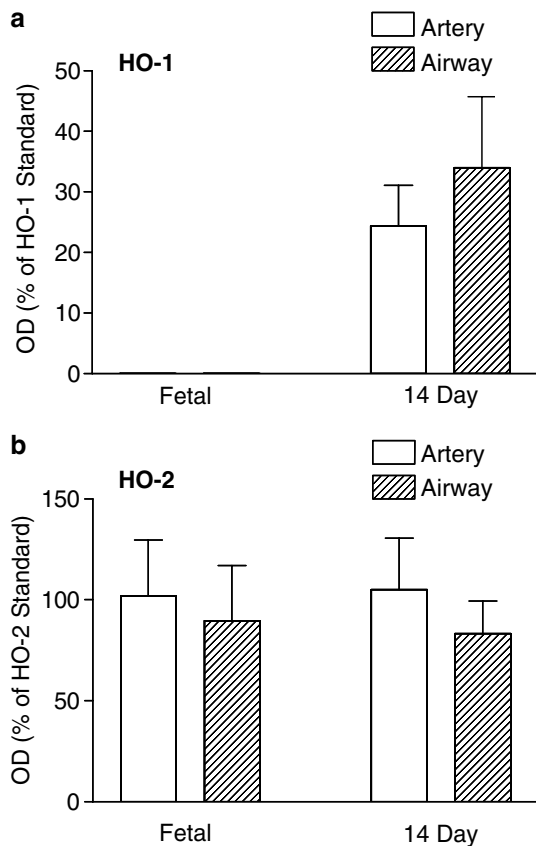 a
HO-1
Artery
Airway
OD (% of HO-1 Standard)
50
40
30
20
10
0
Fetal 14 Day
b
HO-2
Artery
Airway
OD (% of HO-2 Standard)
150
100
50
0
Fetal 14 Day